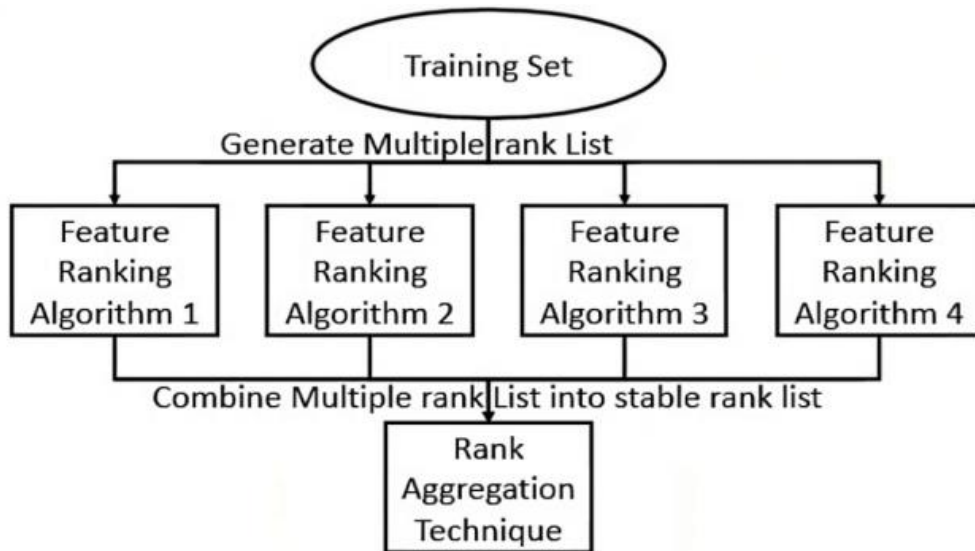 Training Set
Generate Multiple rank List
Feature
Ranking
Algorithm 1
Feature
Ranking
Algorithm 2
Feature
Ranking
Algorithm 3
Feature
Ranking
Algorithm 4
Combine Multiple rank List into stable rank list
Rank
Aggregation
Technique